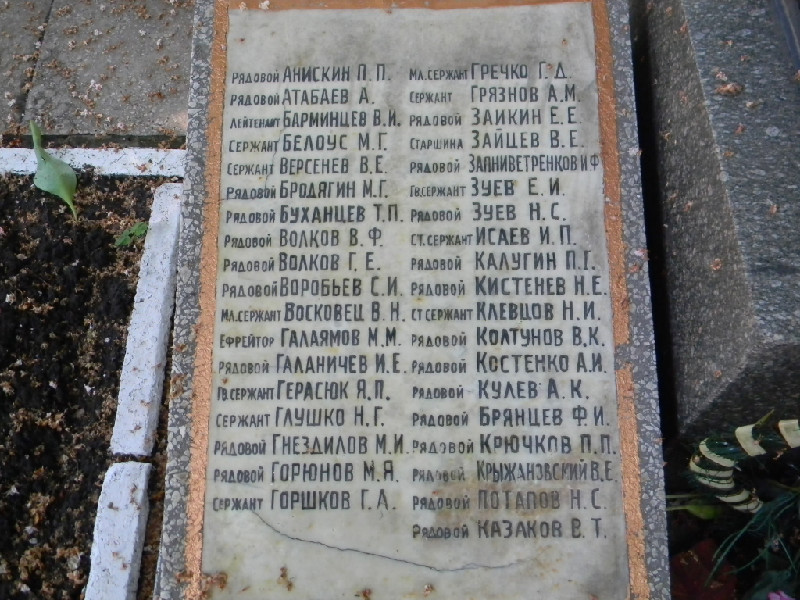 Рядовой Анискин П.П.
Рядовой Атабаев А.
Лейтенант Барминцев В.И.
Сержант Белоус М.Г.
Сержант Версенев В.Е.
Рядовой Бродягин М.Г.
Рядовой Буханцев Т.П.
Рядовой Волков В.Ф.
Рядовой Волков Г.Е.
Рядовой Воробьев С.И.
Мл.сержант Восковец В.Н.
Ефрейтор Галаямов М.М.
Рядовой Галаничев И.Е.
Гв.сержант Герасюк Я.П.
Сержант Глушко Н.Г.
Рядовой Гнездилов М.И.
Рядовой Горюнов М.Я.
Сержант Горшков Г.А.
Мл.сержант Гречко Г.Д.
Сержант Грязнов А.М.
Рядовой Заикин Е.Е.
Старшина Зайцев В.Е.
Рядовой Запниветренков И.Ф
Гв.сержант Зуев Е.И.
Рядовой Зуев Н.С.
Ст.сержант Исаев И.П.
Рядовой Калугин П.Г.
Рядовой Кистенев Н.Е.
Ст сержант Клевцов Н.И.
Рядовой Колтунов В.К.
Рядовой Костенко А.И.
Рядовой Кулев А.К.
Рядовой Брянцев Ф.И.
Рядовой Крючков П.П.
Рядовой Крыжановский В.Е.
Рядовой Потапов Н.С.
Рядовой Казаков В.Т.